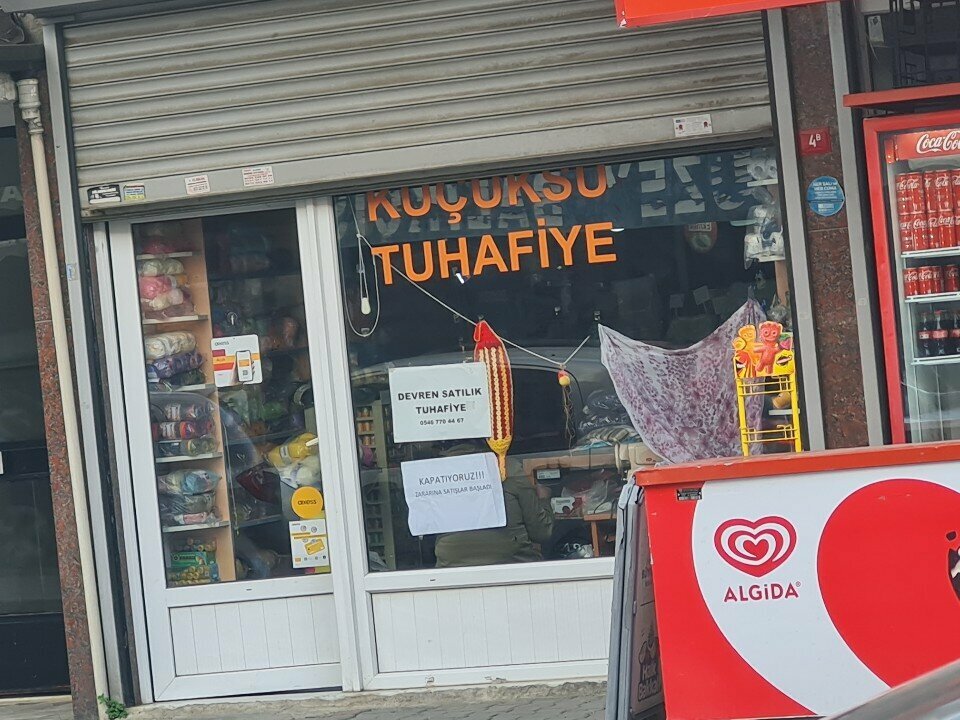 KÜÇÜKSU
TUHAFİYE
DEVREN SATILIK
TUHAFİYE
0546 770 44 67
KAPATIYORUZ!!!
ZARARINA SATIŞLAR BAŞLADI
axess
4B
Coca-Cola
ALGİDA